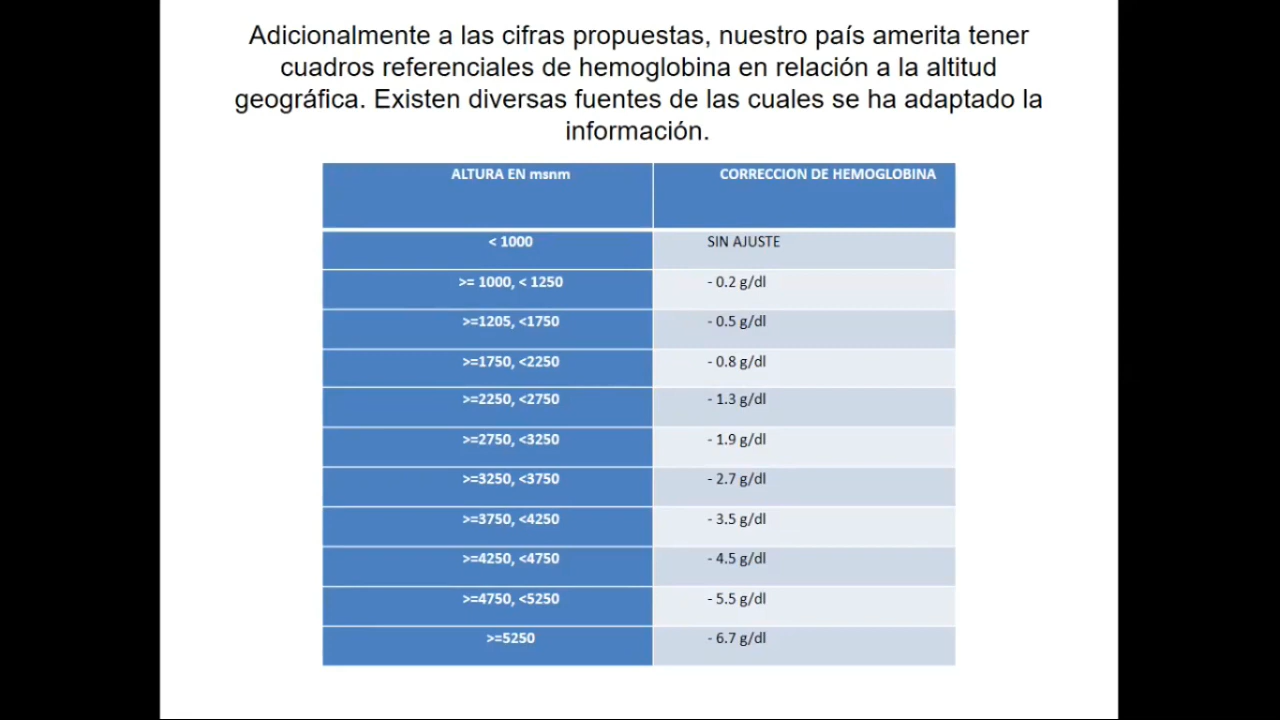 Adicionalmente a las cifras propuestas, nuestro país amerita tener
cuadros referenciales de hemoglobina en relación a la altitud
geográfica. Existen diversas fuentes de las cuales se ha adaptado la
información.
ALTURA EN msnm CORRECCION DE HEMOGLOBINA
< 1000 SIN AJUSTE
>= 1000, < 1250 - 0.2 g/dl
>=1205, <1750 - 0.5 g/dl
>=1750, <2250 - 0.8 g/dl
>=2250, <2750 - 1.3 g/dl
>=2750, <3250 - 1.9 g/dl
>=3250, <3750 - 2.7 g/dl
>=3750, <4250 - 3.5 g/dl
>=4250, <4750 - 4.5 g/dl
>=4750, <5250 - 5.5 g/dl
>=5250 - 6.7 g/dl